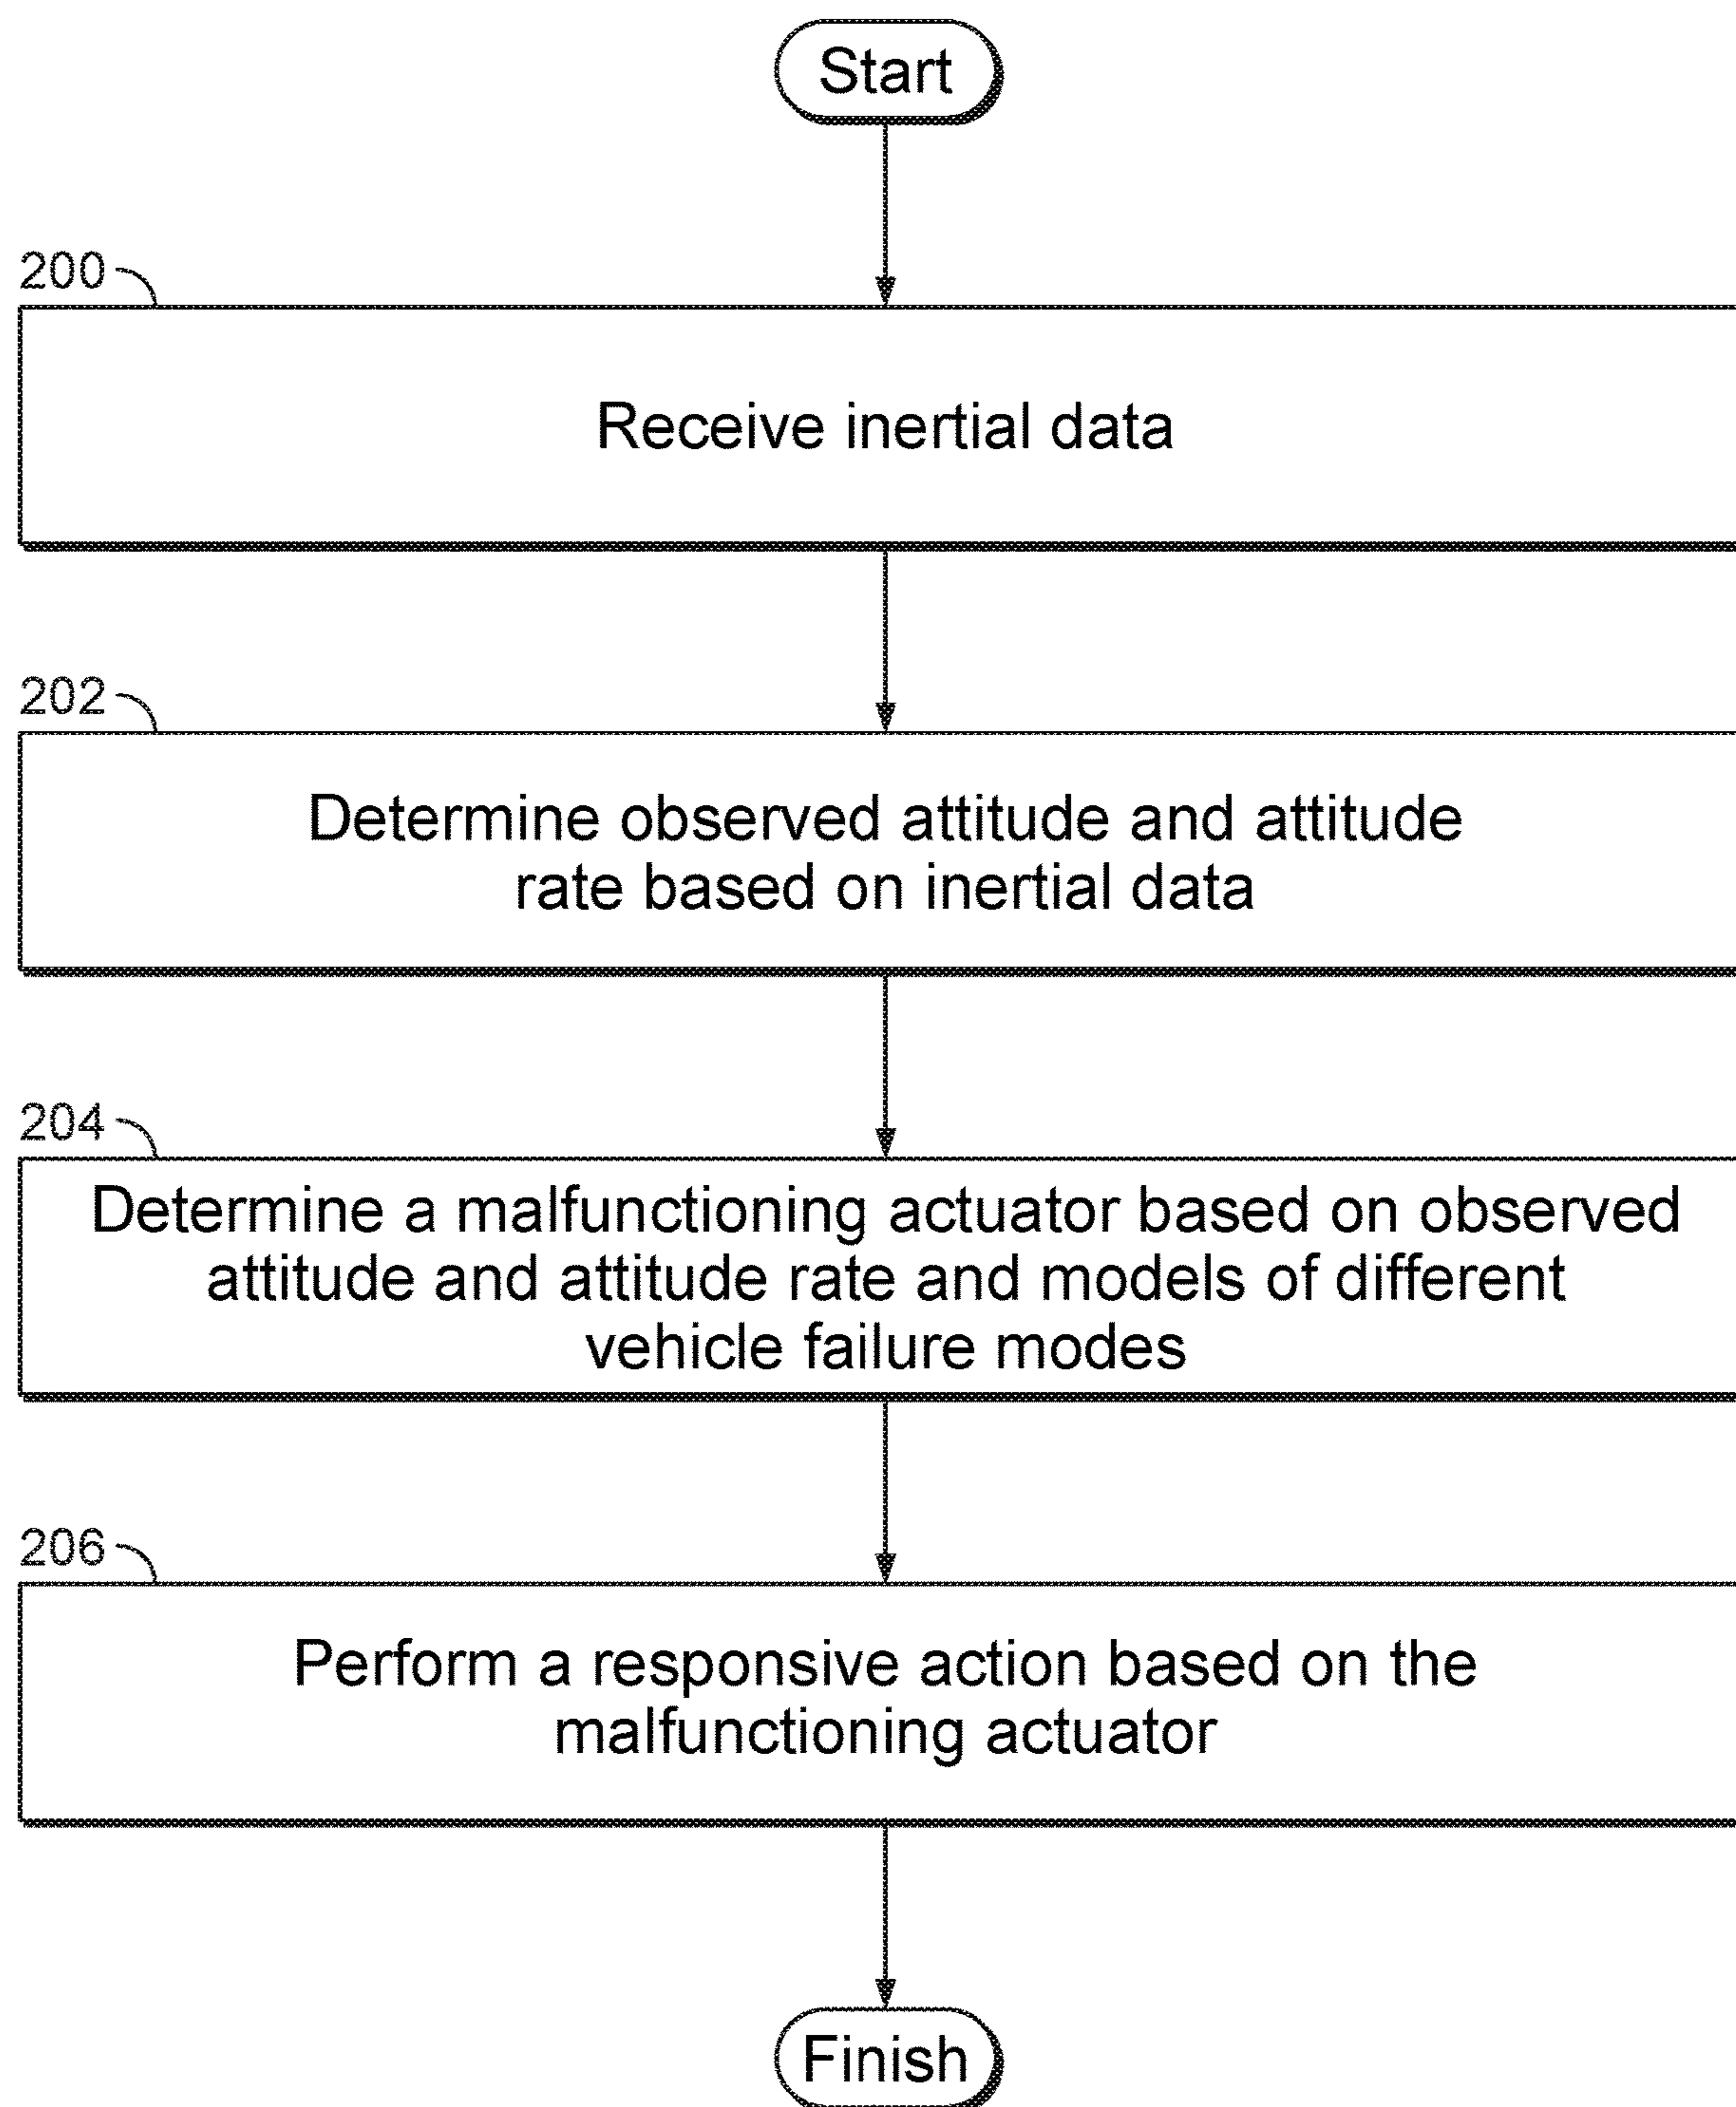 Start
200
Receive inertial data
202
Determine observed attitude and attitude
rate based on inertial data
204
Determine a malfunctioning actuator based on observed
attitude and attitude rate and models of different
vehicle failure modes
206
Perform a responsive action based on the
malfunctioning actuator
Finish